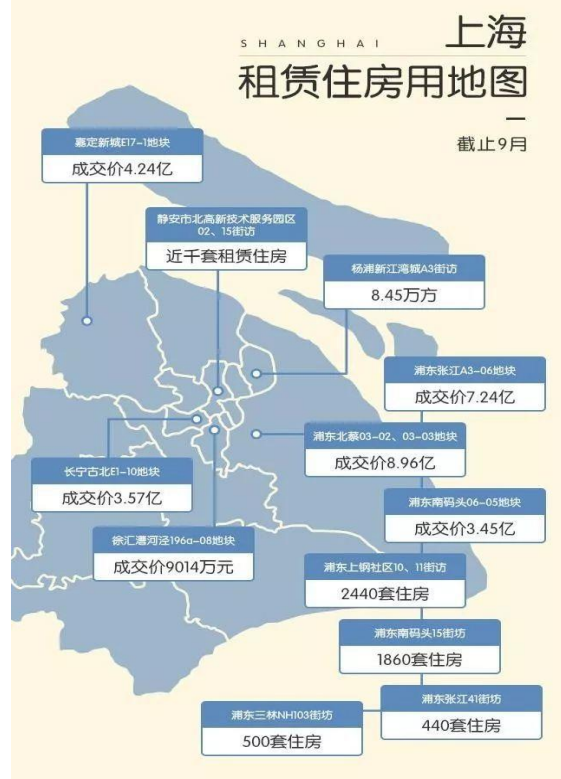 SHANGHAI
上海
租赁住房用地图
截止9月
嘉定新城E17-1地块
成交价4.24亿
静安市北高新技术服务园区
02、15街访
近千套租赁住房
杨浦新江湾城A3街访
8.45万方
浦东张江A3-06地块
成交价7.24亿
浦东北蔡03-02、03-03地块
成交价8.96亿
长宁古北E1-10地块
成交价3.57亿
浦东南码头06-05地块
成交价3.45亿
徐汇漕河泾196a-08地块
成交价9014万元
浦东上钢社区10、11街访
2440套住房
浦东南码头15街坊
1860套住房
浦东张江41街坊
440套住房
浦东三林NH103街坊
500套住房